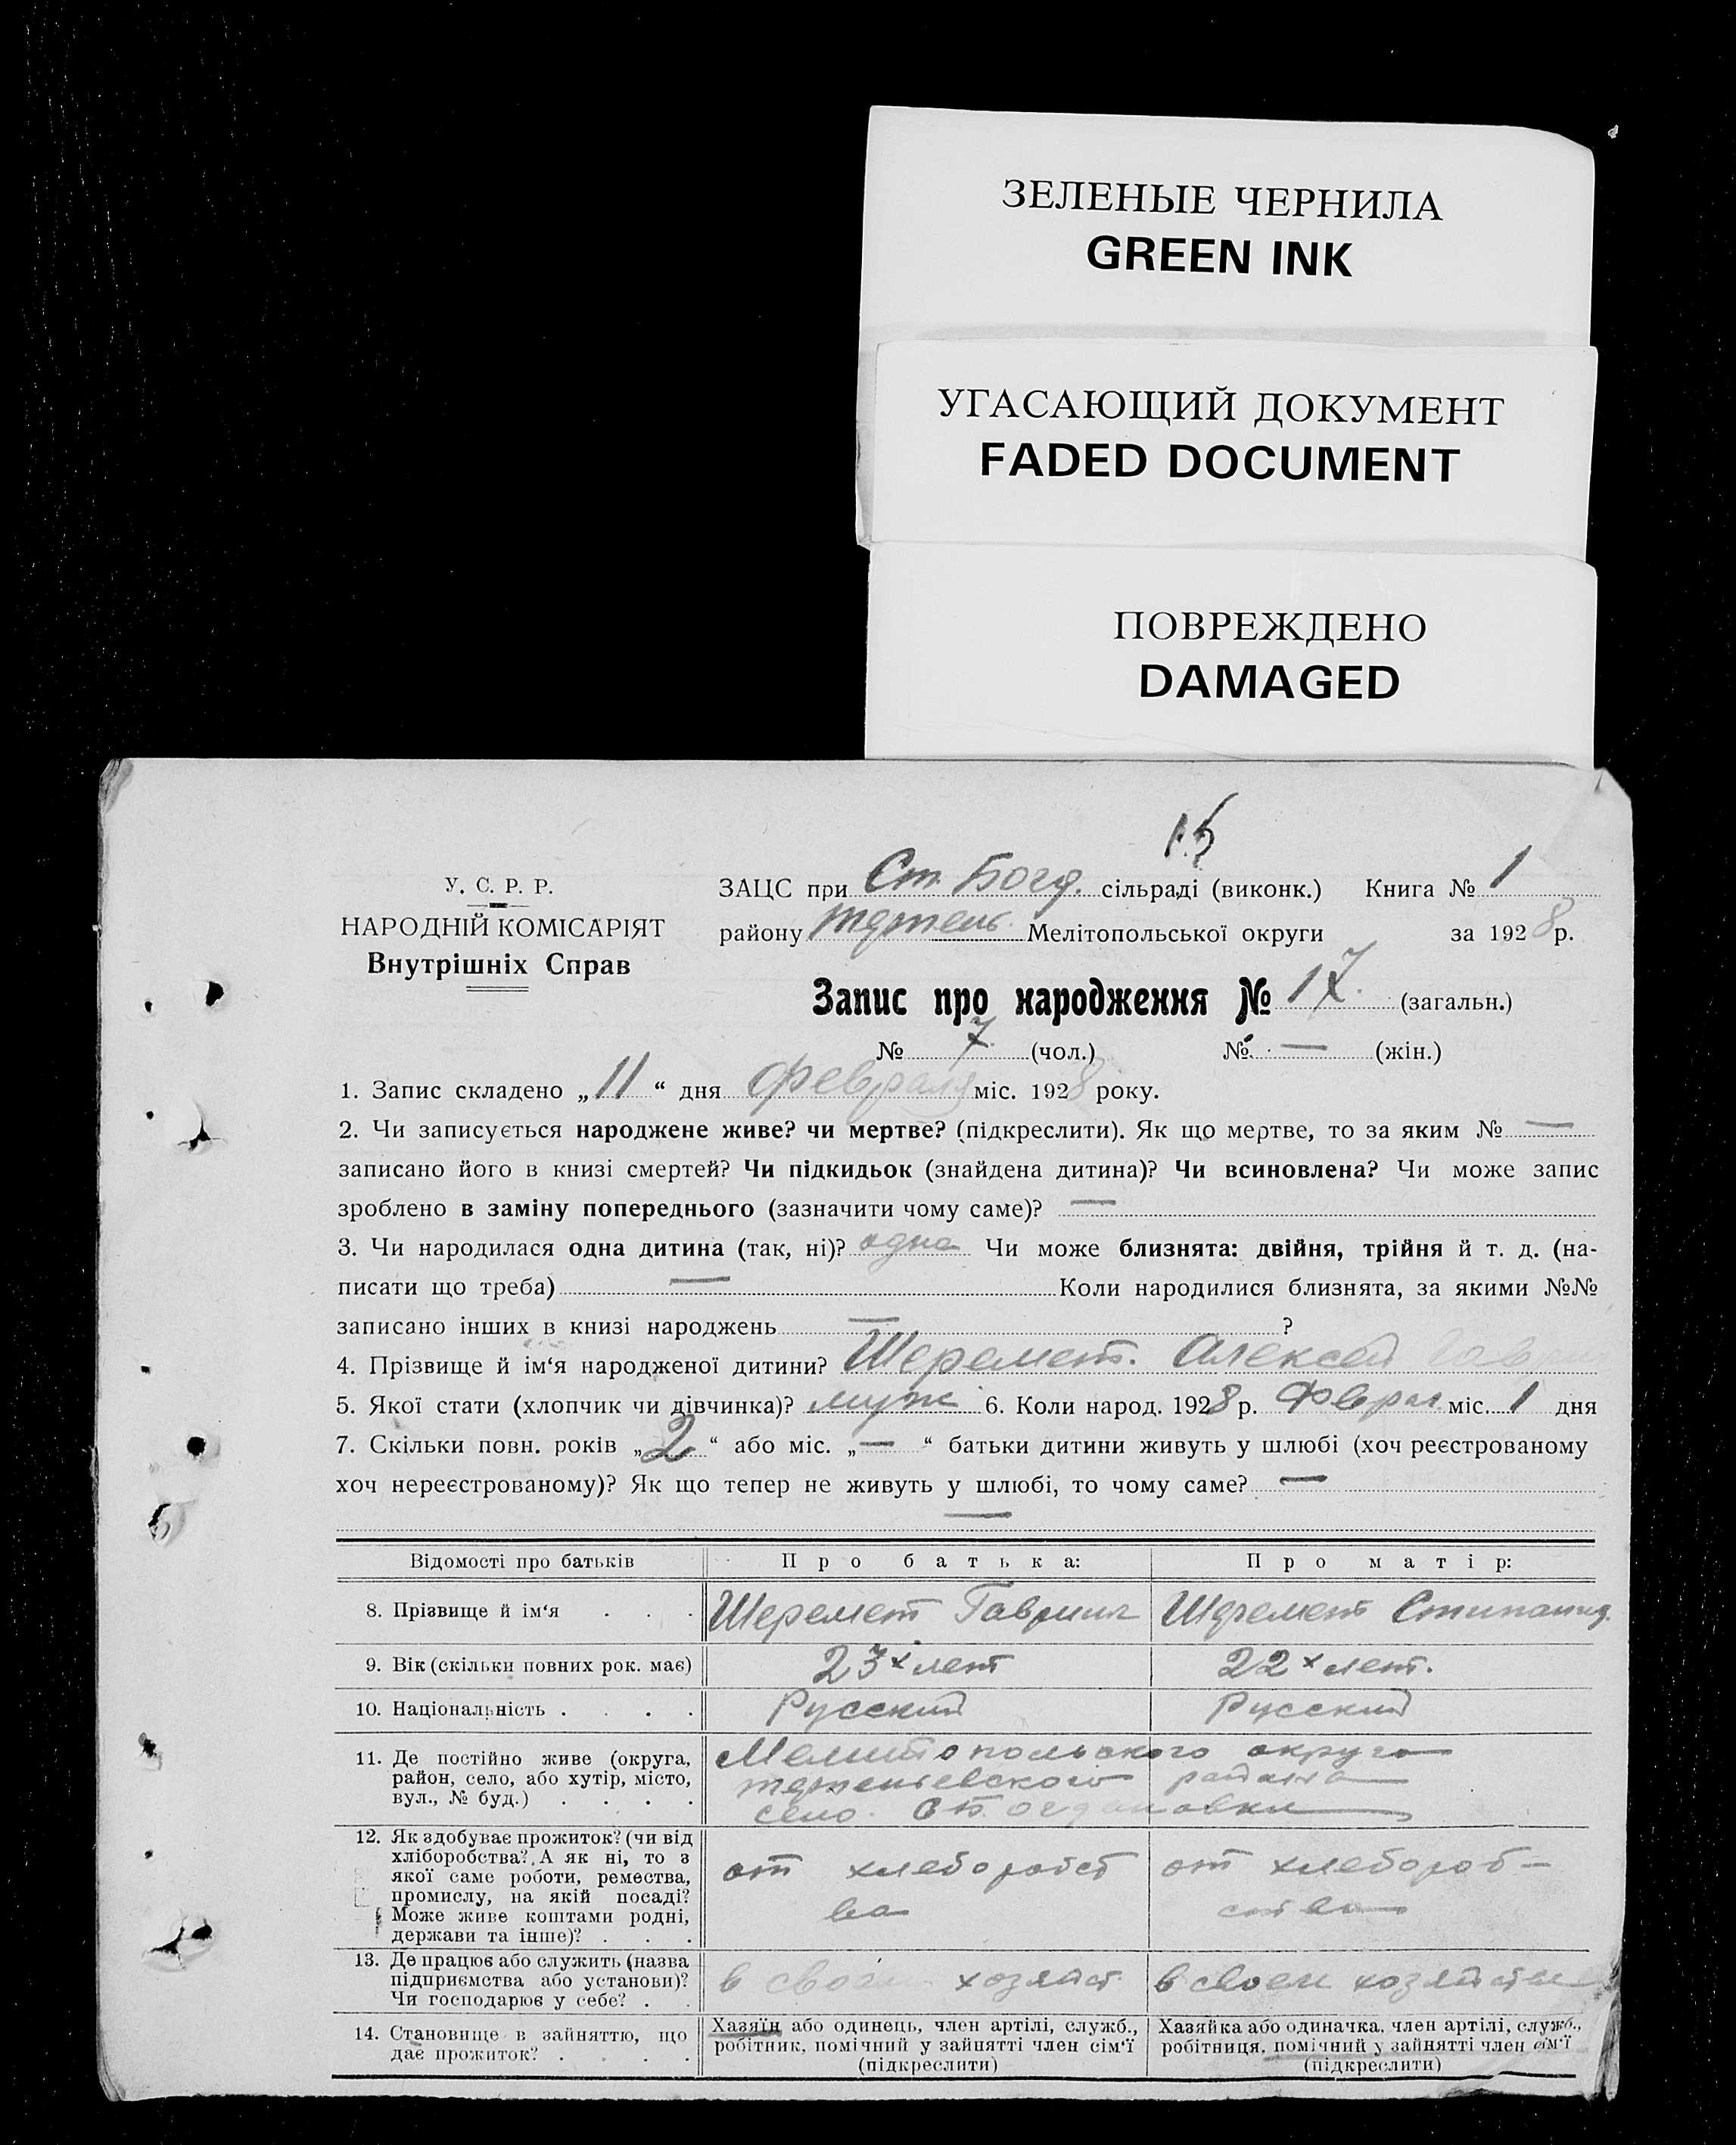 ЗЕЛЕНЫЕ ЧЕРНИЛА
GREEN INK
УГАСАЮЩИЙ ДОКУМЕНТ
FADED DOCUMENT
ПОВРЕЖДЕНО
DAMAGED
15
У. С. Р. Р.
НАРОДНІЙ КОМІСАРІЯТ
Внутрішніх Справ
ЗАЦС при Ст. Богд. сільраді (виконк.) Книга № 1
району Мелітопольської округи за 1928 р.
Запис про народження № 17. (загальн.)
№ 7 (чол.) № — (жін.)
1. Запис складено „11“ дня Февраля міс. 1928 року.
2. Чи записується народжене живе? чи мертве? (підкреслити). Як що мертве, то за яким № —
записано його в книзі смертей? Чи підкидьок (знайдена дитина)? Чи всиновлена? Чи може запис
зроблено в заміну попереднього (зазначити чому саме)? —
3. Чи народилася одна дитина (так, ні)? одна Чи може близнята: двійня, трійня й т. д. (на-
писати що треба) — Коли народилися близнята, за якими №№
записано інших в книзі народжень — ?
4. Прізвище й ім‘я народженої дитини? Шеремет. Алексей
5. Якої стати (хлопчик чи дівчинка)? муж 6. Коли народ. 1928 р. міс. 1 дня
7. Скільки повн. років „2“ або міс. „—“ батьки дитини живуть у шлюбі (хоч реєстрованому
хоч нереєстрованому)? Як що тепер не живуть у шлюбі, то чому саме? —
—
Відомості про батьків Про батька: Про матір:
8. Прізвище й ім‘я . . . Шеремет Гавриил Шеремет
9. Вік (скільки повних рок. має) 23х лет 22х лет.
10. Національність . . . . Русский Русский
11. Де постійно живе (округа,
район, село, або хутір, місто,
вул., № буд.) . . . .
Мелитопольского округа
района
село. Ст. Богдановки
12. Як здобуває прожиток? (чи від
хліборобства? А як ні, то з
якої саме роботи, ремества,
промислу, на якій посаді?
Може живе коштами родні,
держави та інше)? . . .
от хлеборобст
ва
от хлебороб-
ства
13. Де працює або служить (назва
підприємства або установи)?
Чи господарює у себе? . .
в своем хозяйст.
в своем хозяйстве
14. Становище в зайняттю, що
дає прожиток? . . . .
Хазяїн або одинець, член артілі, служб.,
робітник, помічний у зайнятті член сім‘ї
(підкреслити)
Хазяйка або одиначка, член артілі, служб.,
робітниця, помічний у зайнятті член сім‘ї
(підкреслити)